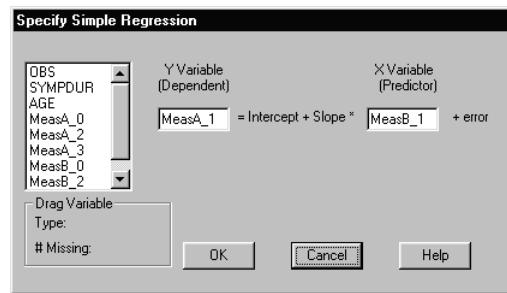 Specify Simple Regression
OBS
SYMPDUR
AGE
MeasA_0
MeasA_2
MeasA_3
MeasB_0
MeasB_2
Y Variable
(Dependent)
X Variable
(Predictor)
MeasA_1 = Intercept + Slope * MeasB_1 + error
Drag Variable
Type:
# Missing:
OK Cancel Help